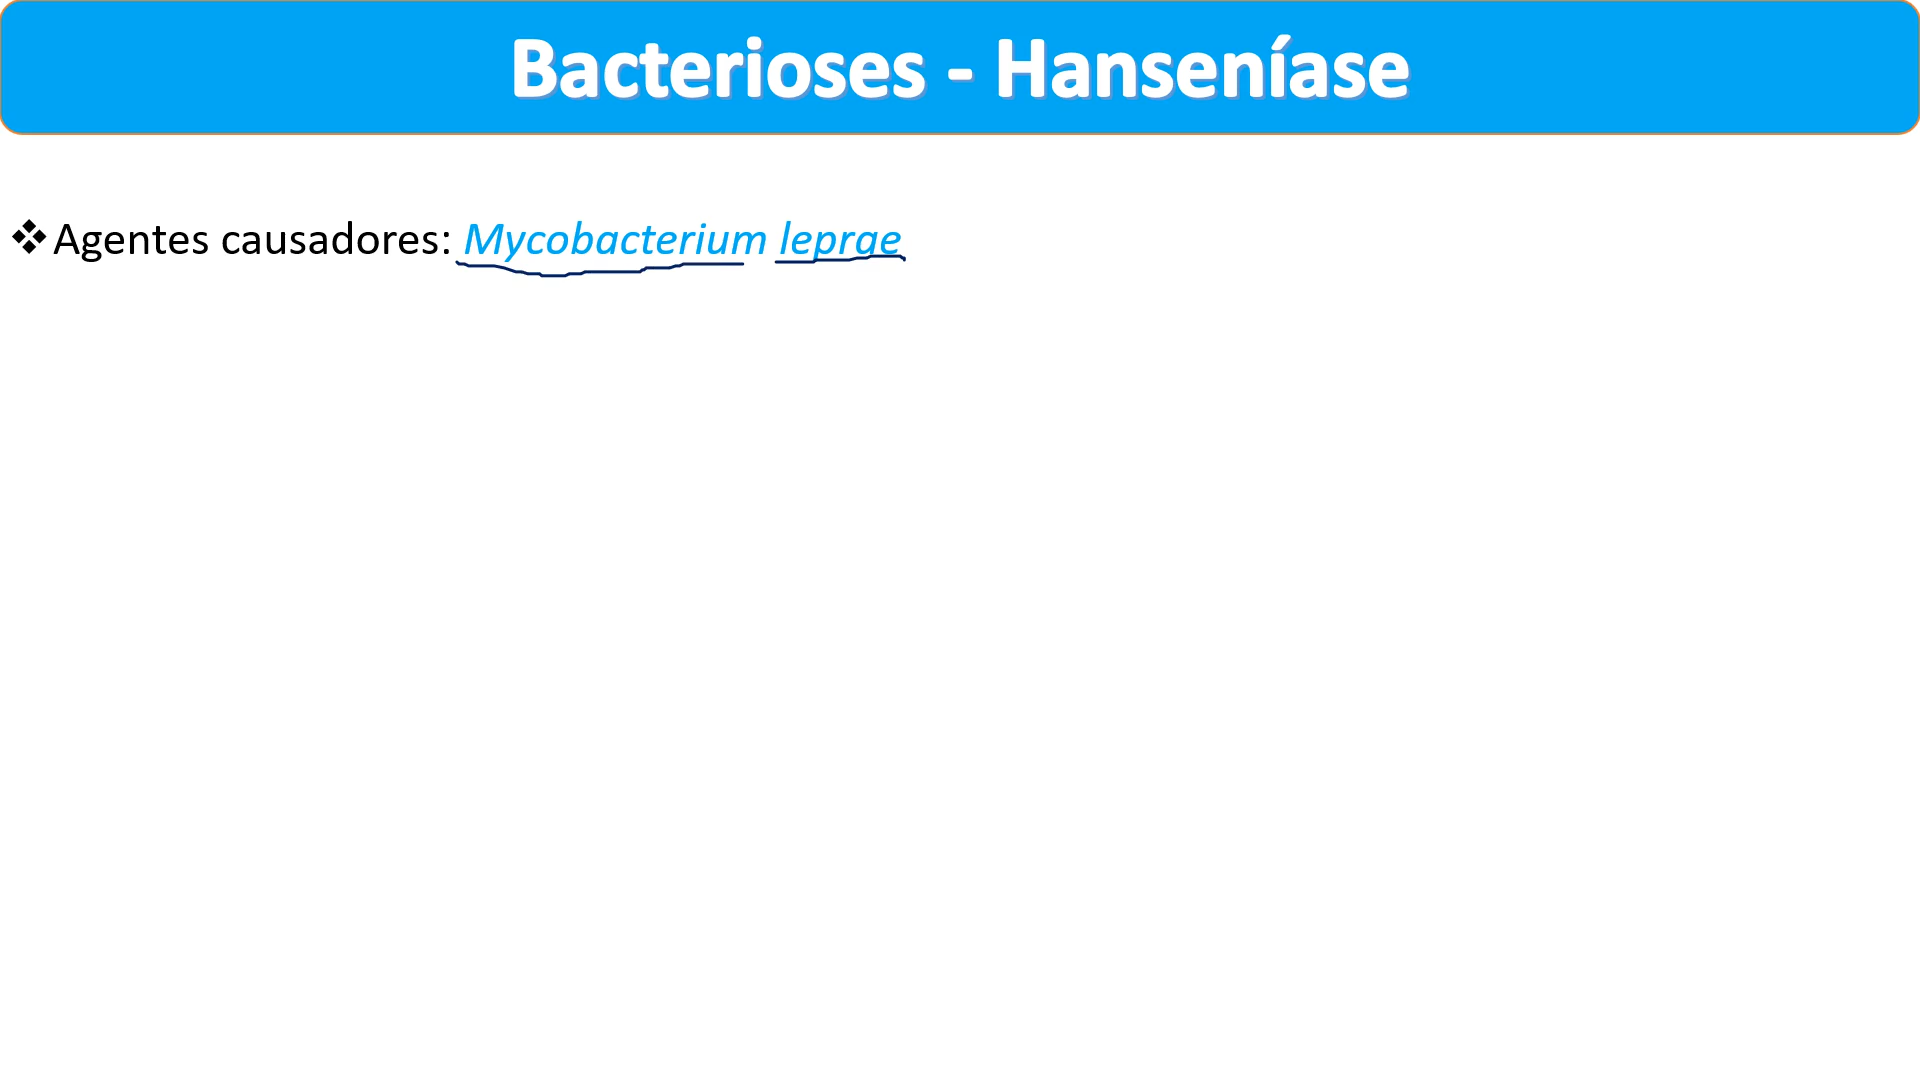 Bacterioses - Hanseníase
❖Agentes causadores: Mycobacterium leprae